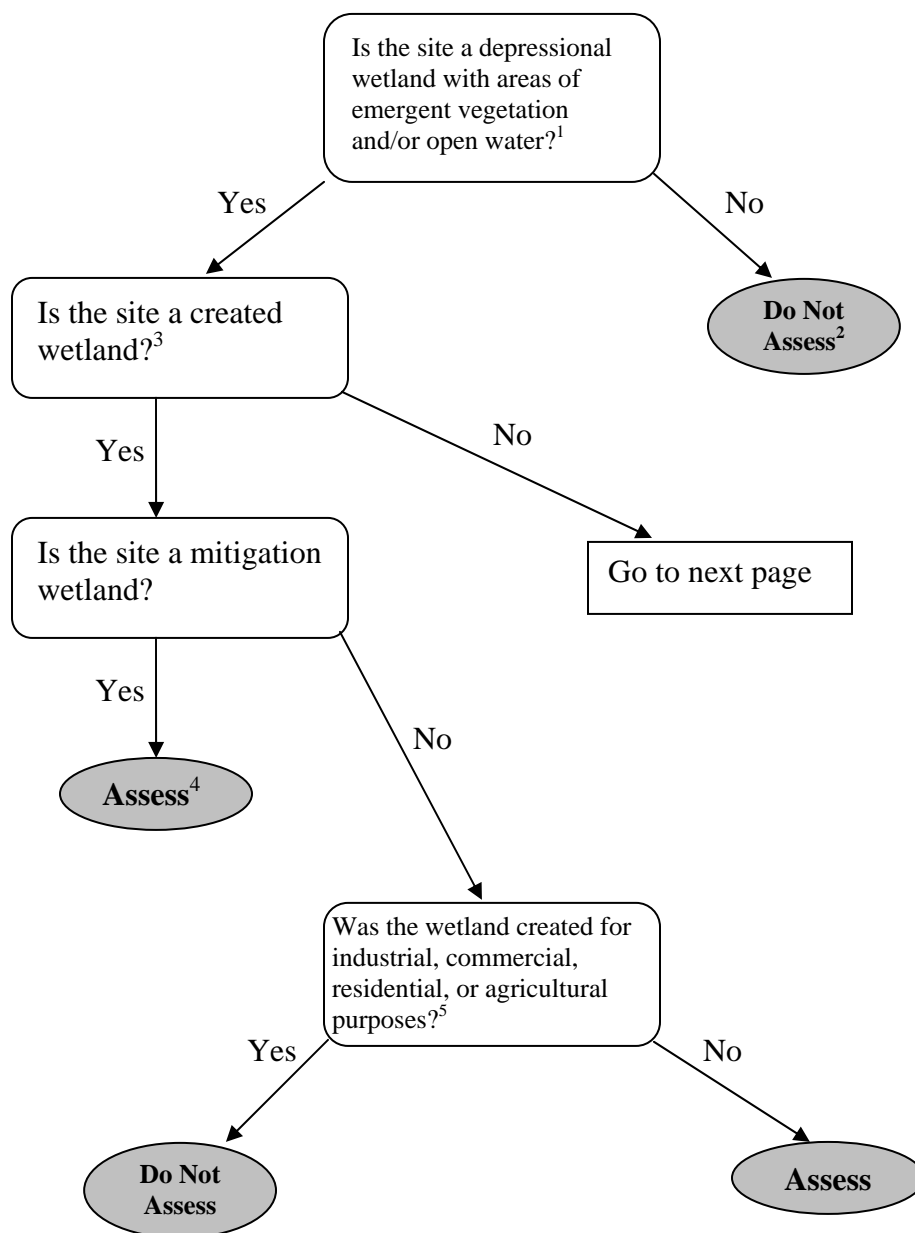 Is the site a depressional
wetland with areas of
emergent vegetation
and/or open water?¹
Yes
No
Is the site a created
wetland?³
Do Not
Assess²
Yes
No
Is the site a mitigation
wetland?
Go to next page
Yes
No
Assess⁴
Was the wetland created for
industrial, commercial,
residential, or agricultural
purposes?⁵
Yes
No
Do Not
Assess
Assess